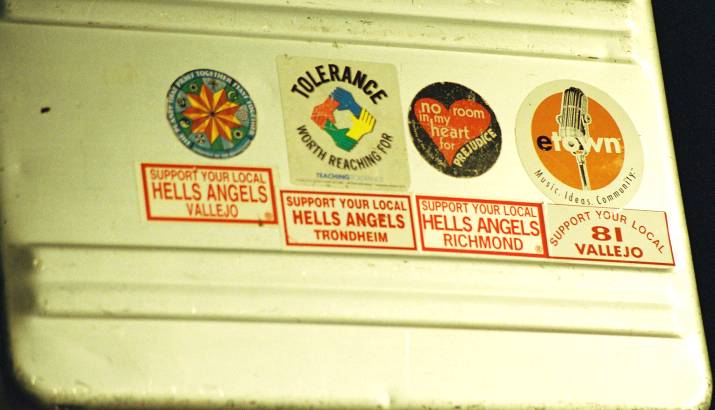 TOLERANCE
WORTH REACHING FOR
TEACHING TOLERANCE
no room
in my
heart
for
PREJUDICE
etown
Music. Ideas. Community.
SUPPORT YOUR LOCAL
HELLS ANGELS
VALLEJO
SUPPORT YOUR LOCAL
HELLS ANGELS
TRONDHEIM
SUPPORT YOUR LOCAL
HELLS ANGELS
RICHMOND
SUPPORT YOUR LOCAL
81
VALLEJO